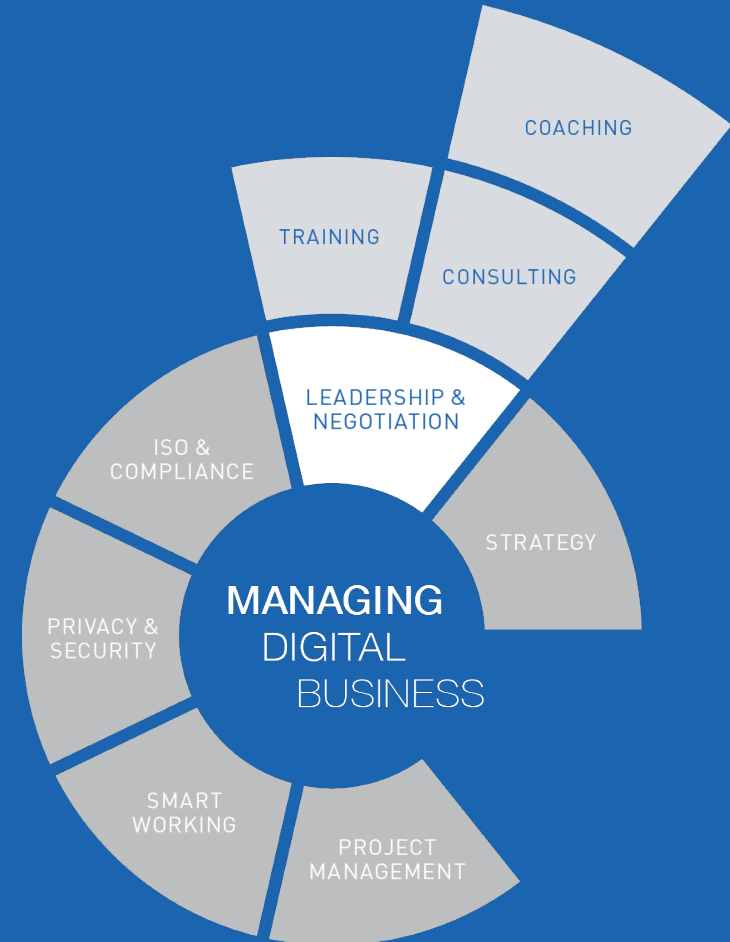 COACHING
TRAINING
CONSULTING
LEADERSHIP &
NEGOTIATION
ISO &
COMPLIANCE
STRATEGY
MANAGING
DIGITAL
BUSINESS
PRIVACY &
SECURITY
SMART
WORKING
PROJECT
MANAGEMENT